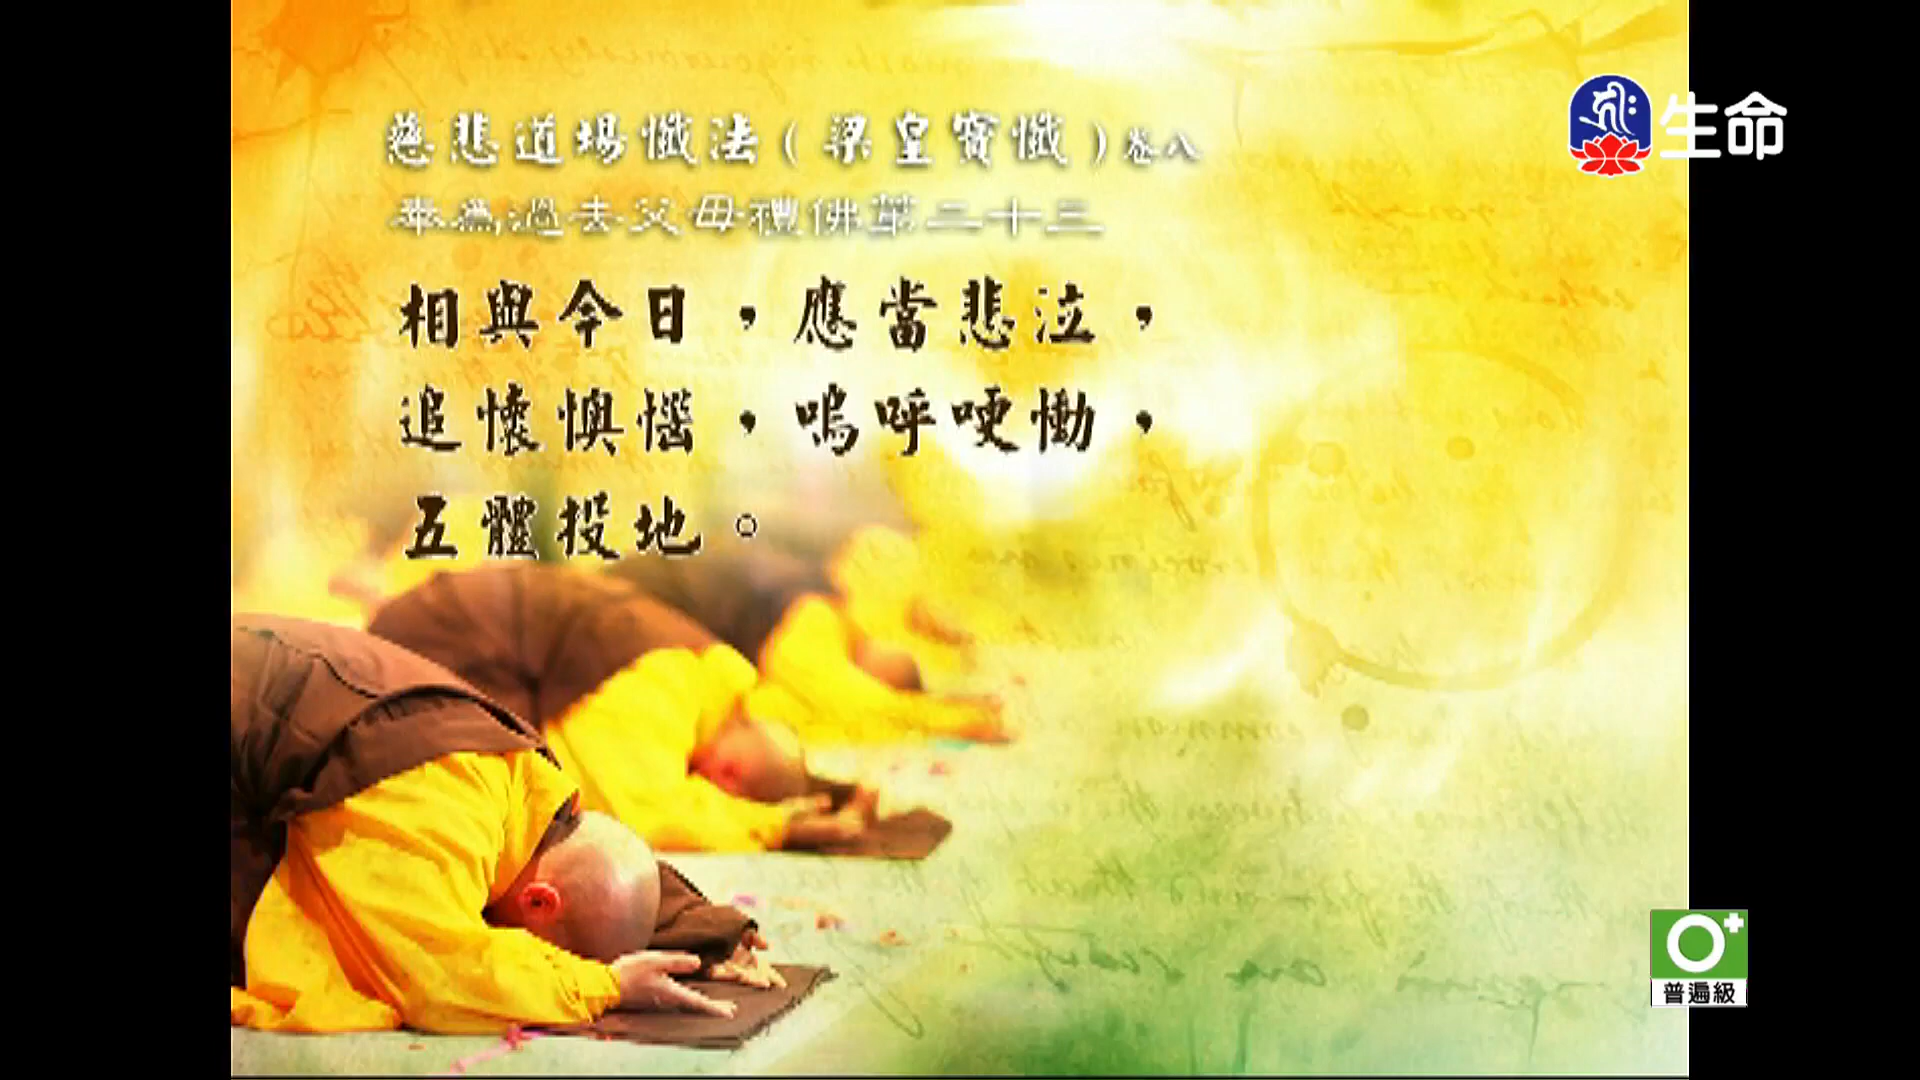 慈悲道場懺法(梁皇寶懺)卷八
奉為過去父母禮佛第二十三
相與今日，應當悲泣，
追懷懊惱，嗚呼哽慟，
五體投地。
生命
普遍級